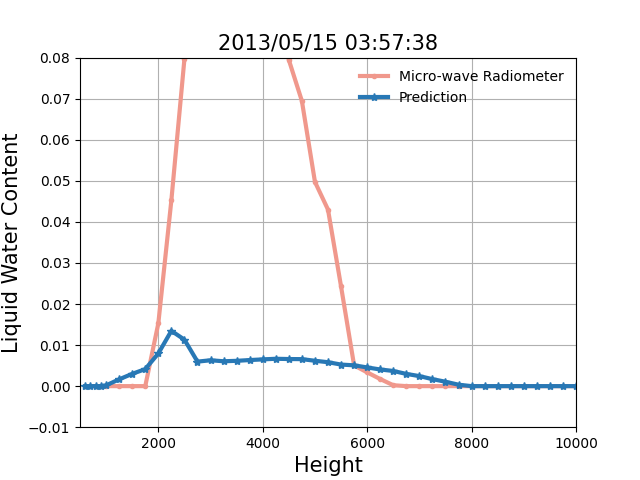 2013/05/15 03:57:38
Micro-wave Radiometer
Prediction
Liquid Water Content
0.08
0.07
0.06
0.05
0.04
0.03
0.02
0.01
0.00
−0.01
2000 4000 6000 8000 10000
Height